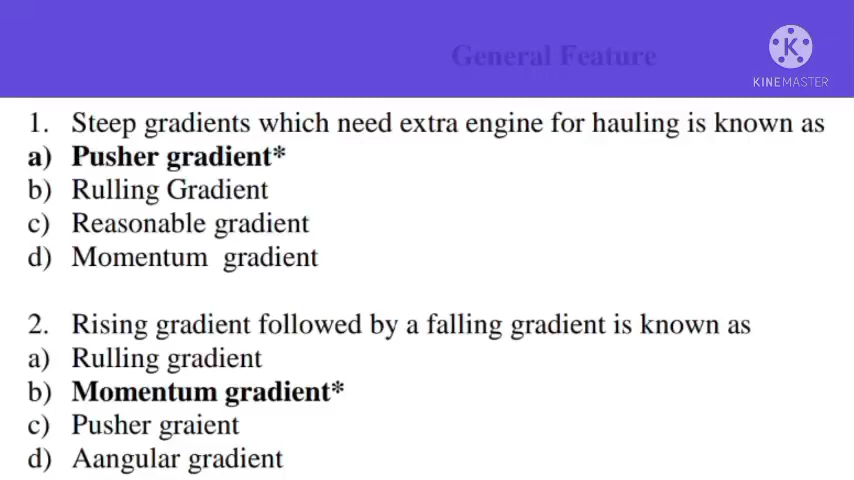 General Feature
K
KINEMASTER
1. Steep gradients which need extra engine for hauling is known as
a) Pusher gradient*
b) Rulling Gradient
c) Reasonable gradient
d) Momentum gradient
2. Rising gradient followed by a falling gradient is known as
a) Rulling gradient
b) Momentum gradient*
c) Pusher graient
d) Aangular gradient